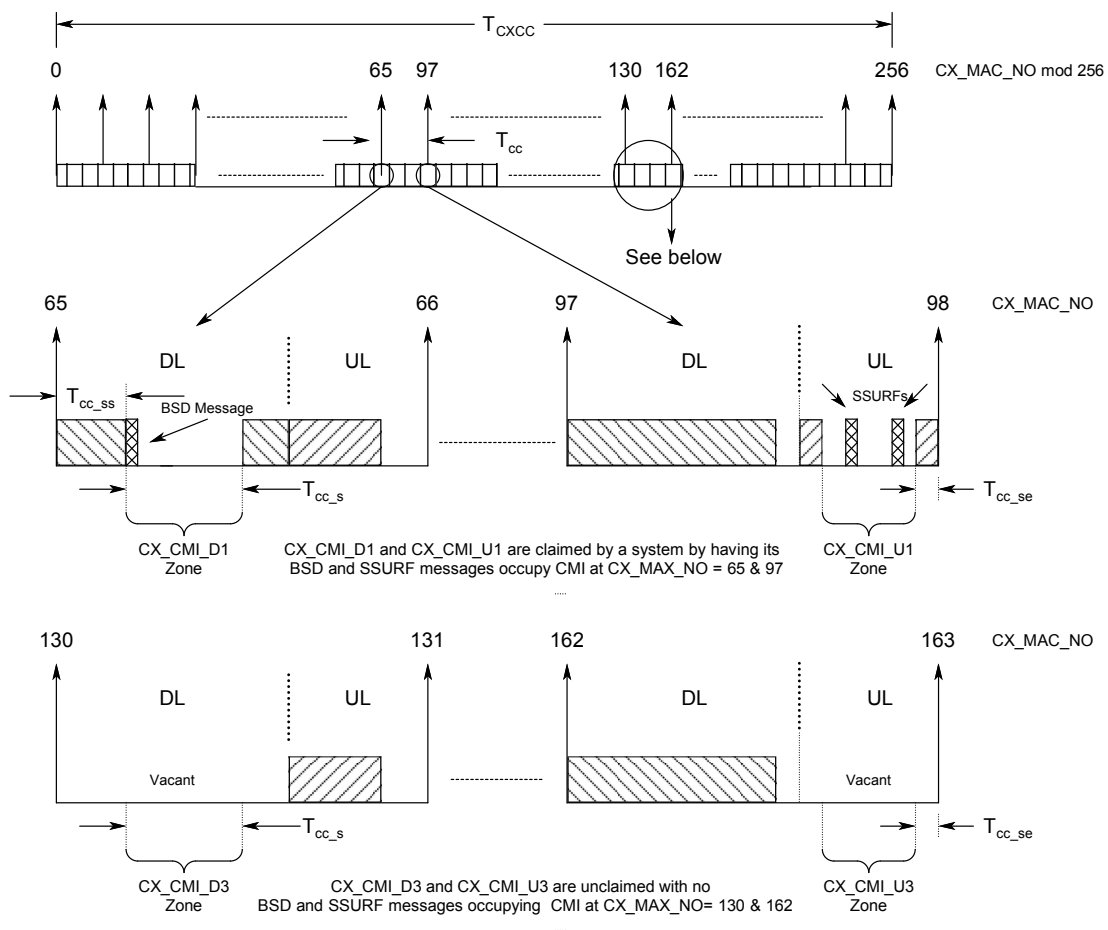 T_CXCC
0 65 97 130 162 256 CX_MAC_NO mod 256
T_cc
See below
65 66 97 98 CX_MAC_NO
DL UL DL UL
T_cc_ss
BSD Message
SSURFs
T_cc_s
T_cc_se
CX_CMI_D1
Zone
CX_CMI_D1 and CX_CMI_U1 are claimed by a system by having its
BSD and SSURF messages occupy CMI at CX_MAX_NO = 65 & 97
CX_CMI_U1
Zone
130 131 162 163 CX_MAC_NO
DL UL DL UL
Vacant Vacant
T_cc_s
T_cc_se
CX_CMI_D3
Zone
CX_CMI_D3 and CX_CMI_U3 are unclaimed with no
BSD and SSURF messages occupying CMI at CX_MAX_NO= 130 & 162
CX_CMI_U3
Zone